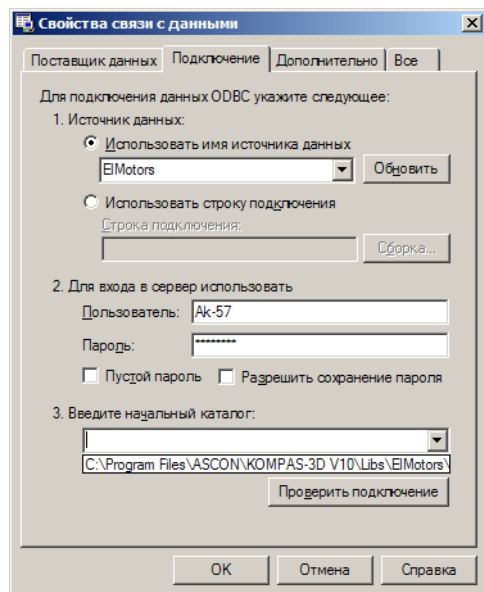 Свойства связи с данными
Поставщик данных Подключение Дополнительно Все
Для подключения данных ODBC укажите следующее:
1. Источник данных:
Использовать имя источника данных
ElMotors Обновить
Использовать строку подключения
Строка подключения:
Сборка...
2. Для входа в сервер использовать
Пользователь: Ak-57
Пароль: ********
Пустой пароль Разрешить сохранение пароля
3. Введите начальный каталог:
C:\Program Files\ASCON\KOMPAS-3D V10\Libs\ElMotors\
Проверить подключение
OK Отмена Справка